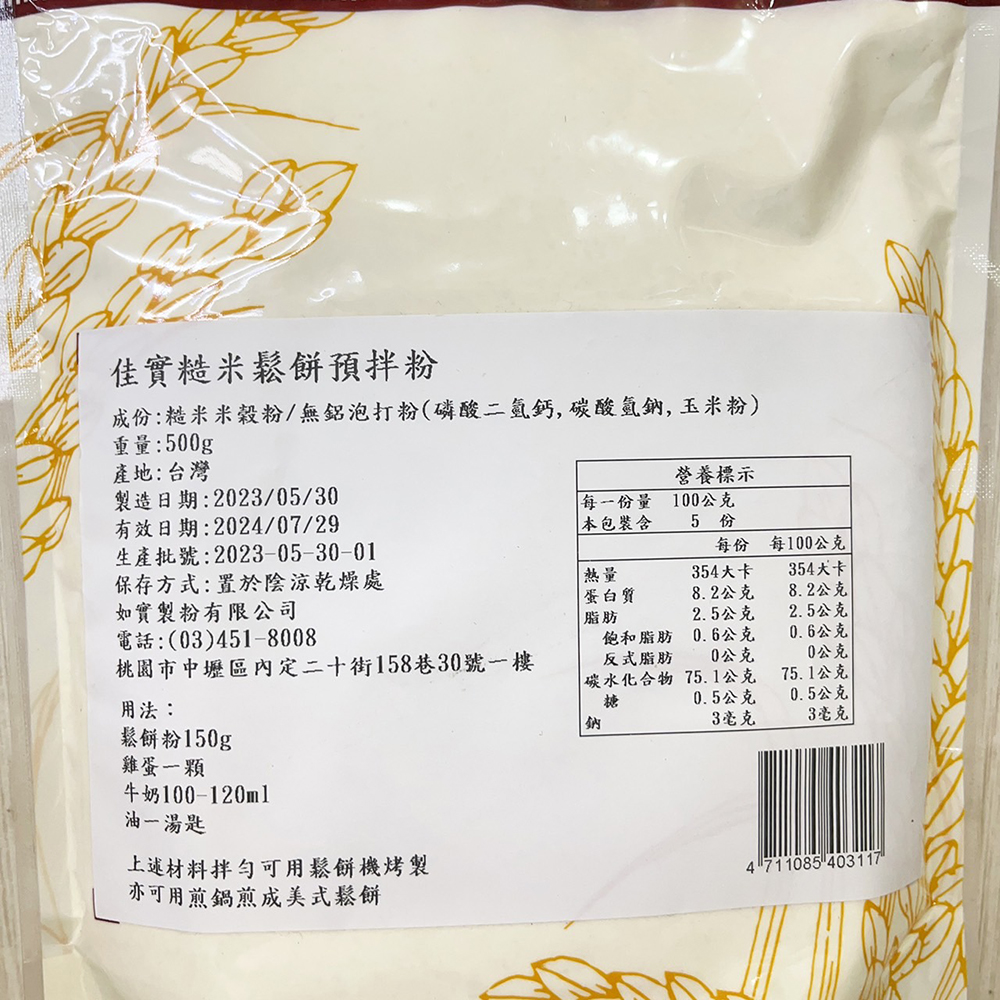 佳實糙米鬆餅預拌粉
成份:糙米米穀粉/無鋁泡打粉(磷酸二氫鈣,碳酸氫鈉,玉米粉)
重量:500g
產地:台灣
製造日期:2023/05/30
有效日期:2024/07/29
生產批號:2023-05-30-01
保存方式:置於陰涼乾燥處
如實製粉有限公司
電話:(03)451-8008
桃園市中壢區內定二十街158巷30號一樓
用法：
鬆餅粉150g
雞蛋一顆
牛奶100-120ml
油一湯匙
上述材料拌勻可用鬆餅機烤製
亦可用煎鍋煎成美式鬆餅
營養標示
每一份量 100公克
本包裝含 5 份
每份 每100公克
熱量 354大卡 354大卡
蛋白質 8.2公克 8.2公克
脂肪 2.5公克 2.5公克
飽和脂肪 0.6公克 0.6公克
反式脂肪 0公克 0公克
碳水化合物 75.1公克 75.1公克
糖 0.5公克 0.5公克
鈉 3毫克 3毫克
4 711085 403117